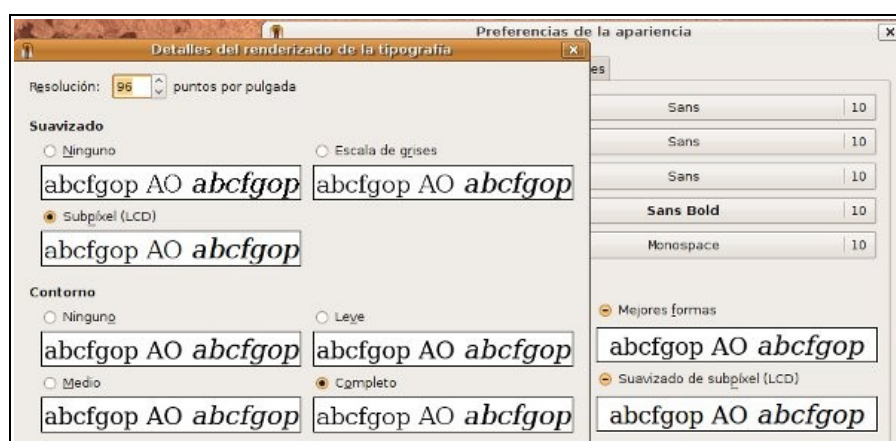 Preferencias de la apariencia
Detalles del renderizado de la tipografía
es
Resolución: 96 puntos por pulgada
Sans 10
Suavizado
Sans 10
Ninguno
Escala de grises
abcfgop AO abcfgop
abcfgop AO abcfgop
Sans 10
Subpíxel (LCD)
Sans Bold 10
abcfgop AO abcfgop
Monospace 10
Contorno
Ninguno
Leve
Mejores formas
abcfgop AO abcfgop
abcfgop AO abcfgop
abcfgop AO abcfgop
Medio
Completo
Suavizado de subpíxel (LCD)
abcfgop AO abcfgop
abcfgop AO abcfgop
abcfgop AO abcfgop